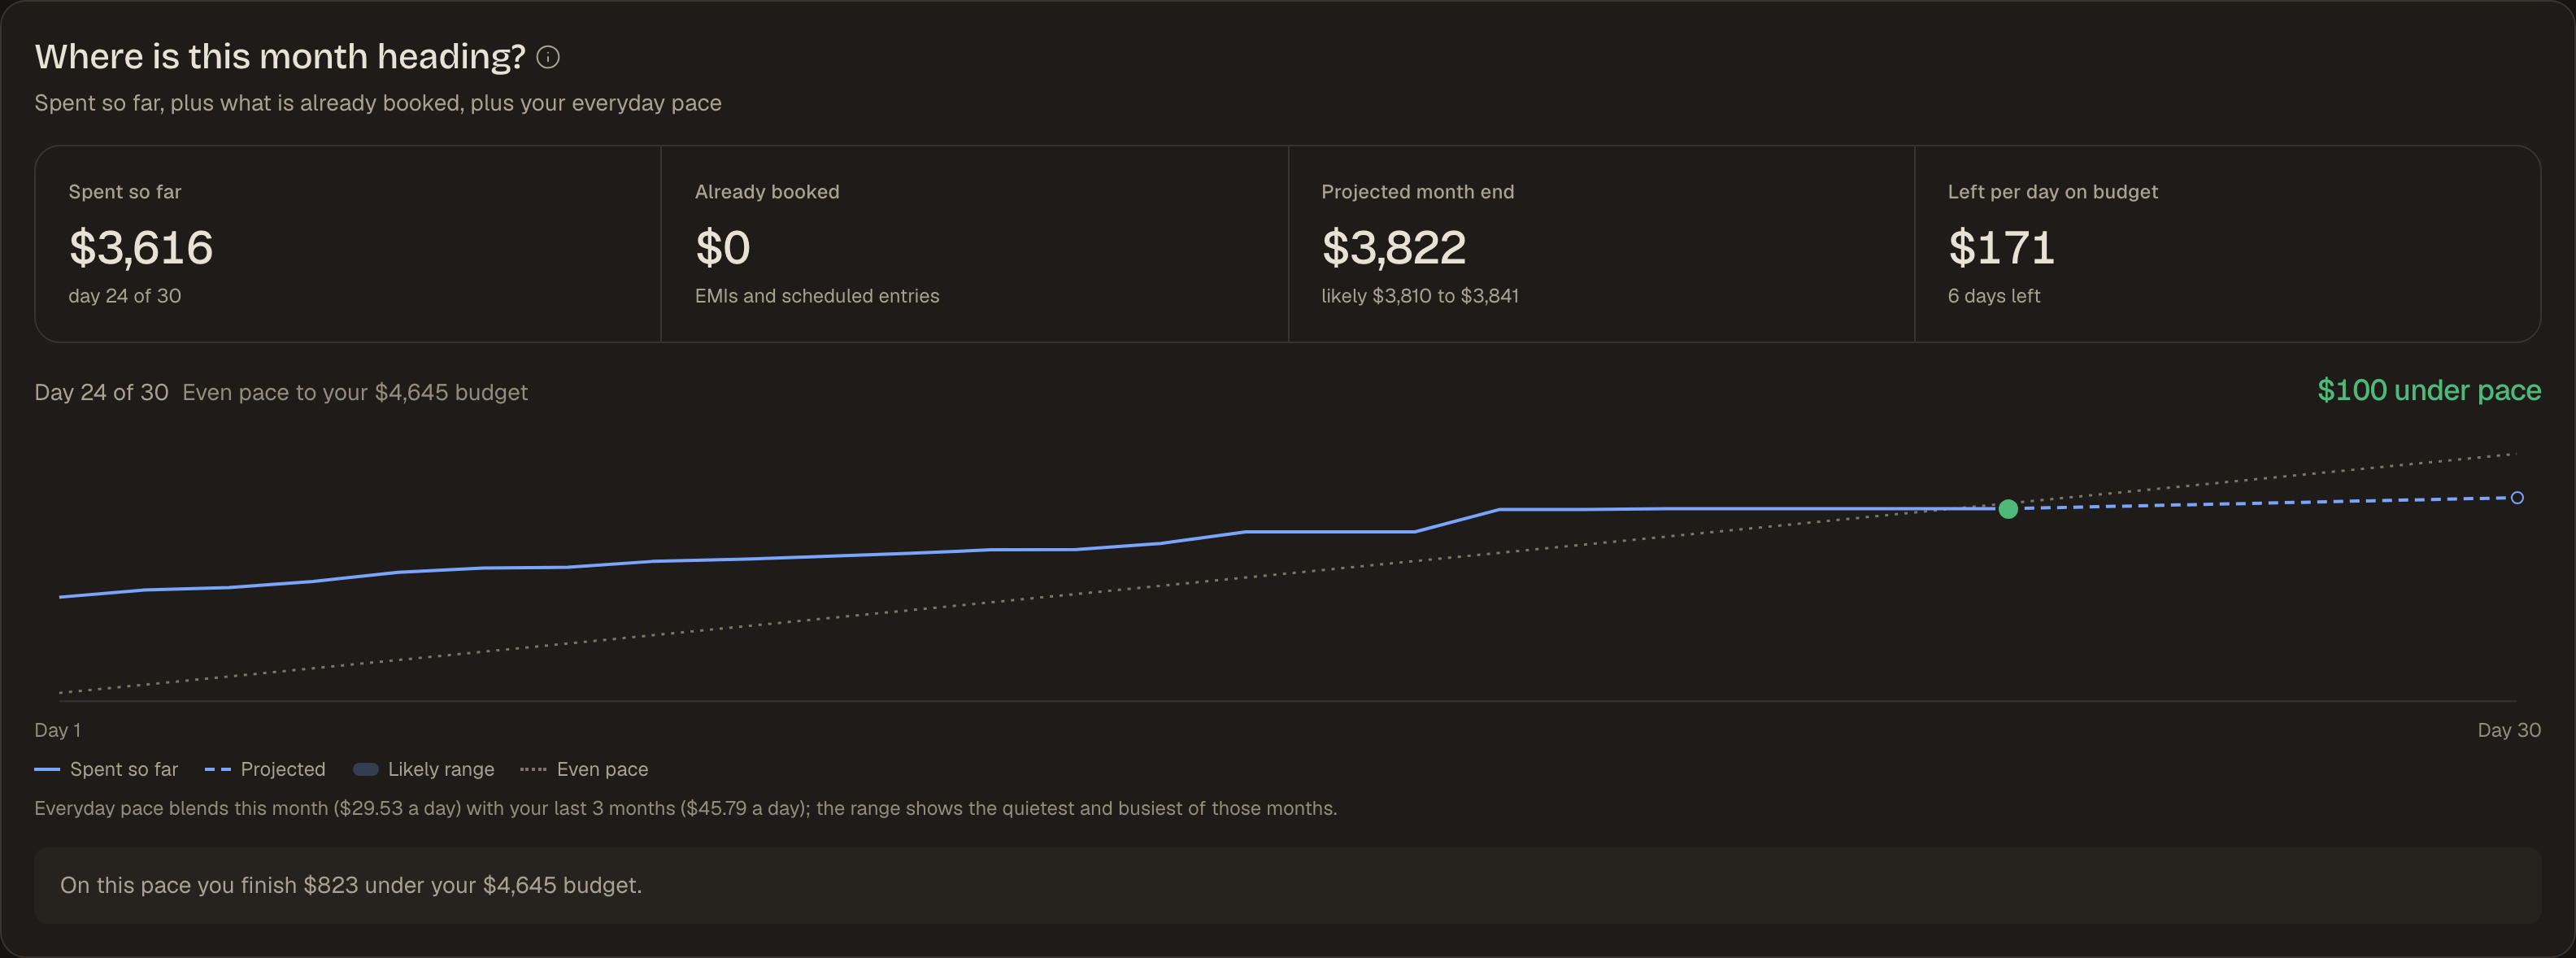 Where is this month heading?
Spent so far, plus what is already booked, plus your everyday pace
Spent so far
$3,616
day 24 of 30
Already booked
$0
EMIs and scheduled entries
Projected month end
$3,822
likely $3,810 to $3,841
Left per day on budget
$171
6 days left
Day 24 of 30 Even pace to your $4,645 budget
$100 under pace
Day 1
Day 30
Spent so far
Projected
Likely range
Even pace
Everyday pace blends this month ($29.53 a day) with your last 3 months ($45.79 a day); the range shows the quietest and busiest of those months.
On this pace you finish $823 under your $4,645 budget.